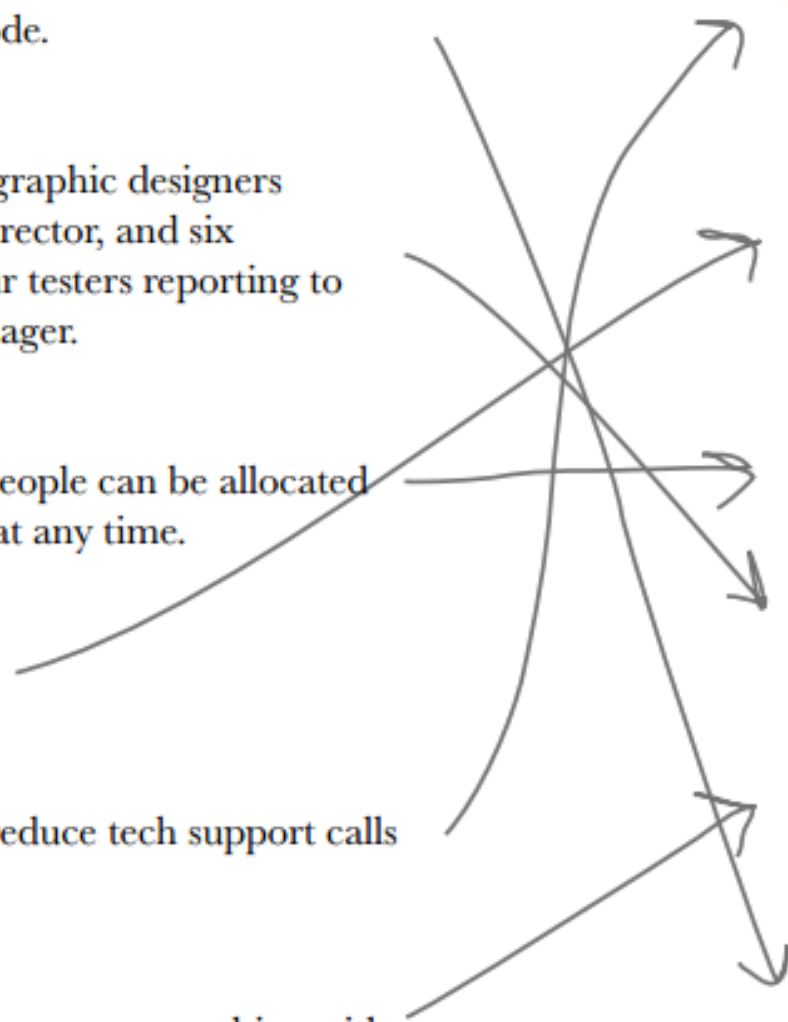 de.
graphic designers
rector, and six
r testers reporting to
ager.
eople can be allocated
at any time.
educe tech support calls